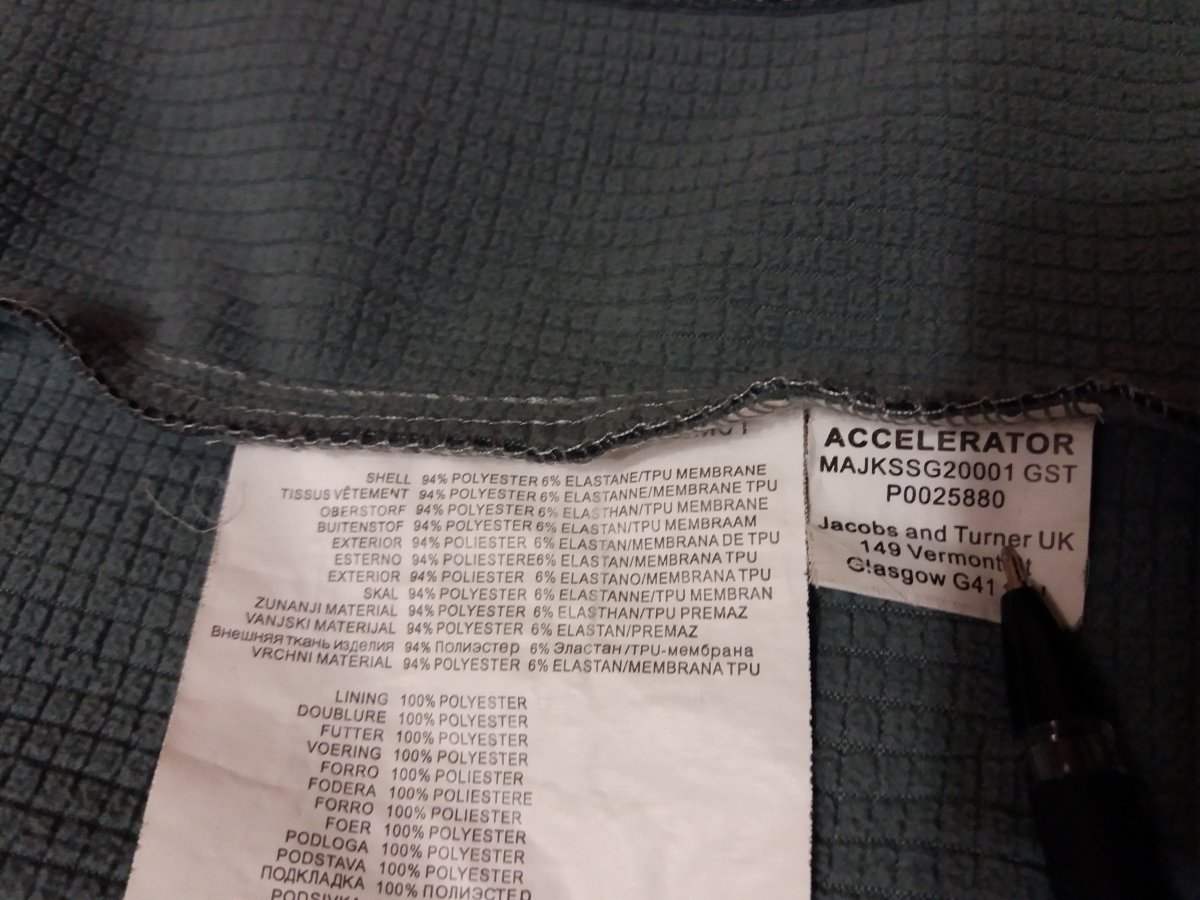 SHELL 94% POLYESTER 6% ELASTANE/TPU MEMBRANE
TISSUS VÊTEMENT 94% POLYESTER 6% ELASTANNE/MEMBRANE TPU
OBERSTORF 94% POLYESTER 6% ELASTHAN/TPU MEMBRANE
BUITENSTOF 94% POLYESTER 6% ELASTAN/TPU MEMBRAAM
EXTERIOR 94% POLIESTER 6% ELASTAN/MEMBRANA DE TPU
ESTERNO 94% POLIESTERE6% ELASTAN/MEMBRANA TPU
EXTERIOR 94% POLIESTER 6% ELASTANO/MEMBRANA TPU
SKAL 94% POLYESTER 6% ELASTANNE/TPU MEMBRAN
ZUNANJI MATERIAL 94% POLYESTER 6% ELASTHAN/TPU PREMAZ
VANJSKI MATERIJAL 94% POLYESTER 6% ELASTAN/PREMAZ
Внешняя ткань изделия 94% Полиэстер 6% Эластан/TPU-мембрана
VRCHNI MATERIAL 94% POLYESTER 6% ELASTAN/MEMBRANA TPU
LINING 100% POLYESTER
DOUBLURE 100% POLYESTER
FUTTER 100% POLYESTER
VOERING 100% POLYESTER
FORRO 100% POLIESTER
FODERA 100% POLIESTERE
FORRO 100% POLIESTER
FOER 100% POLYESTER
PODLOGA 100% POLYESTER
PODSTAVA 100% POLYESTER
ПОДКЛАДКА 100% ПОЛИЭСТЕР
ACCELERATOR
MAJKSSG20001 GST
P0025880
Jacobs and Turner UK
149 Vermont
Glasgow G41